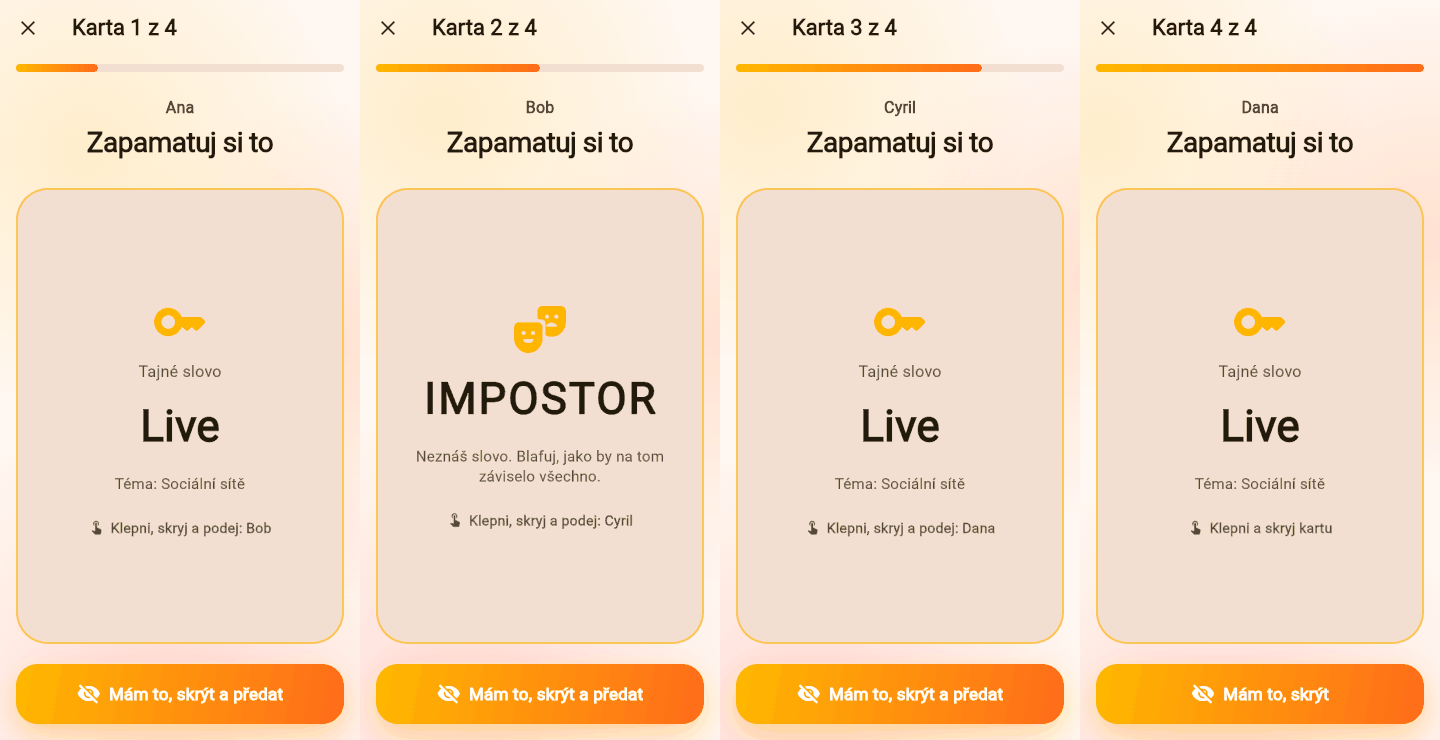 Karta 1 z 4
Ana
Zapamatuj si to
Tajné slovo
Live
Téma: Sociální sítě
Klepni, skryj a podej: Bob
Mám to, skrýt a předat
Karta 2 z 4
Bob
Zapamatuj si to
IMPOSTOR
Neznáš slovo. Blafuj, jako by na tom
záviselo všechno.
Klepni, skryj a podej: Cyril
Mám to, skrýt a předat
Karta 3 z 4
Cyril
Zapamatuj si to
Tajné slovo
Live
Téma: Sociální sítě
Klepni, skryj a podej: Dana
Mám to, skrýt a předat
Karta 4 z 4
Dana
Zapamatuj si to
Tajné slovo
Live
Téma: Sociální sítě
Klepni a skryj kartu
Mám to, skrýt